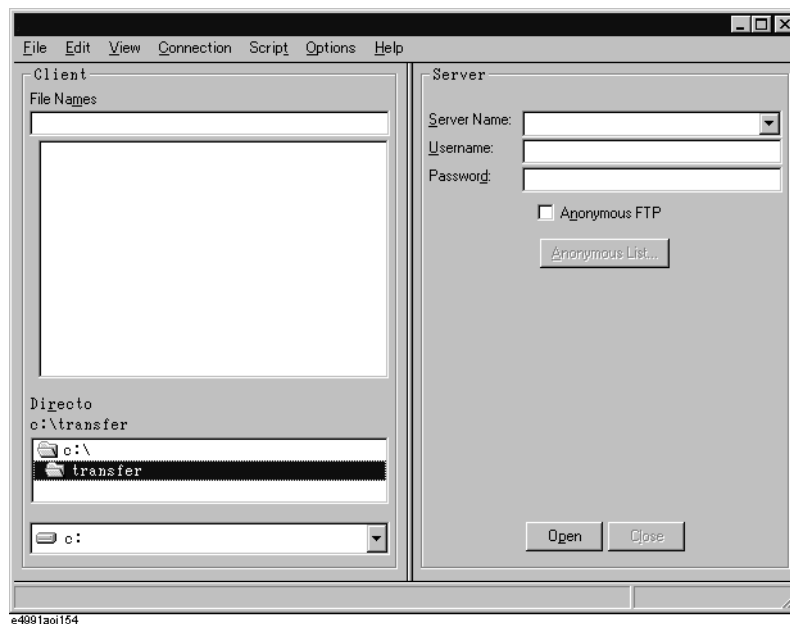 File Edit View Connection Script Options Help
Client
File Names
Directo
c:\transfer
c:\
transfer
c:
Server
Server Name:
Username:
Password:
Anonymous FTP
Anonymous List...
Open Close
e4991aoj154